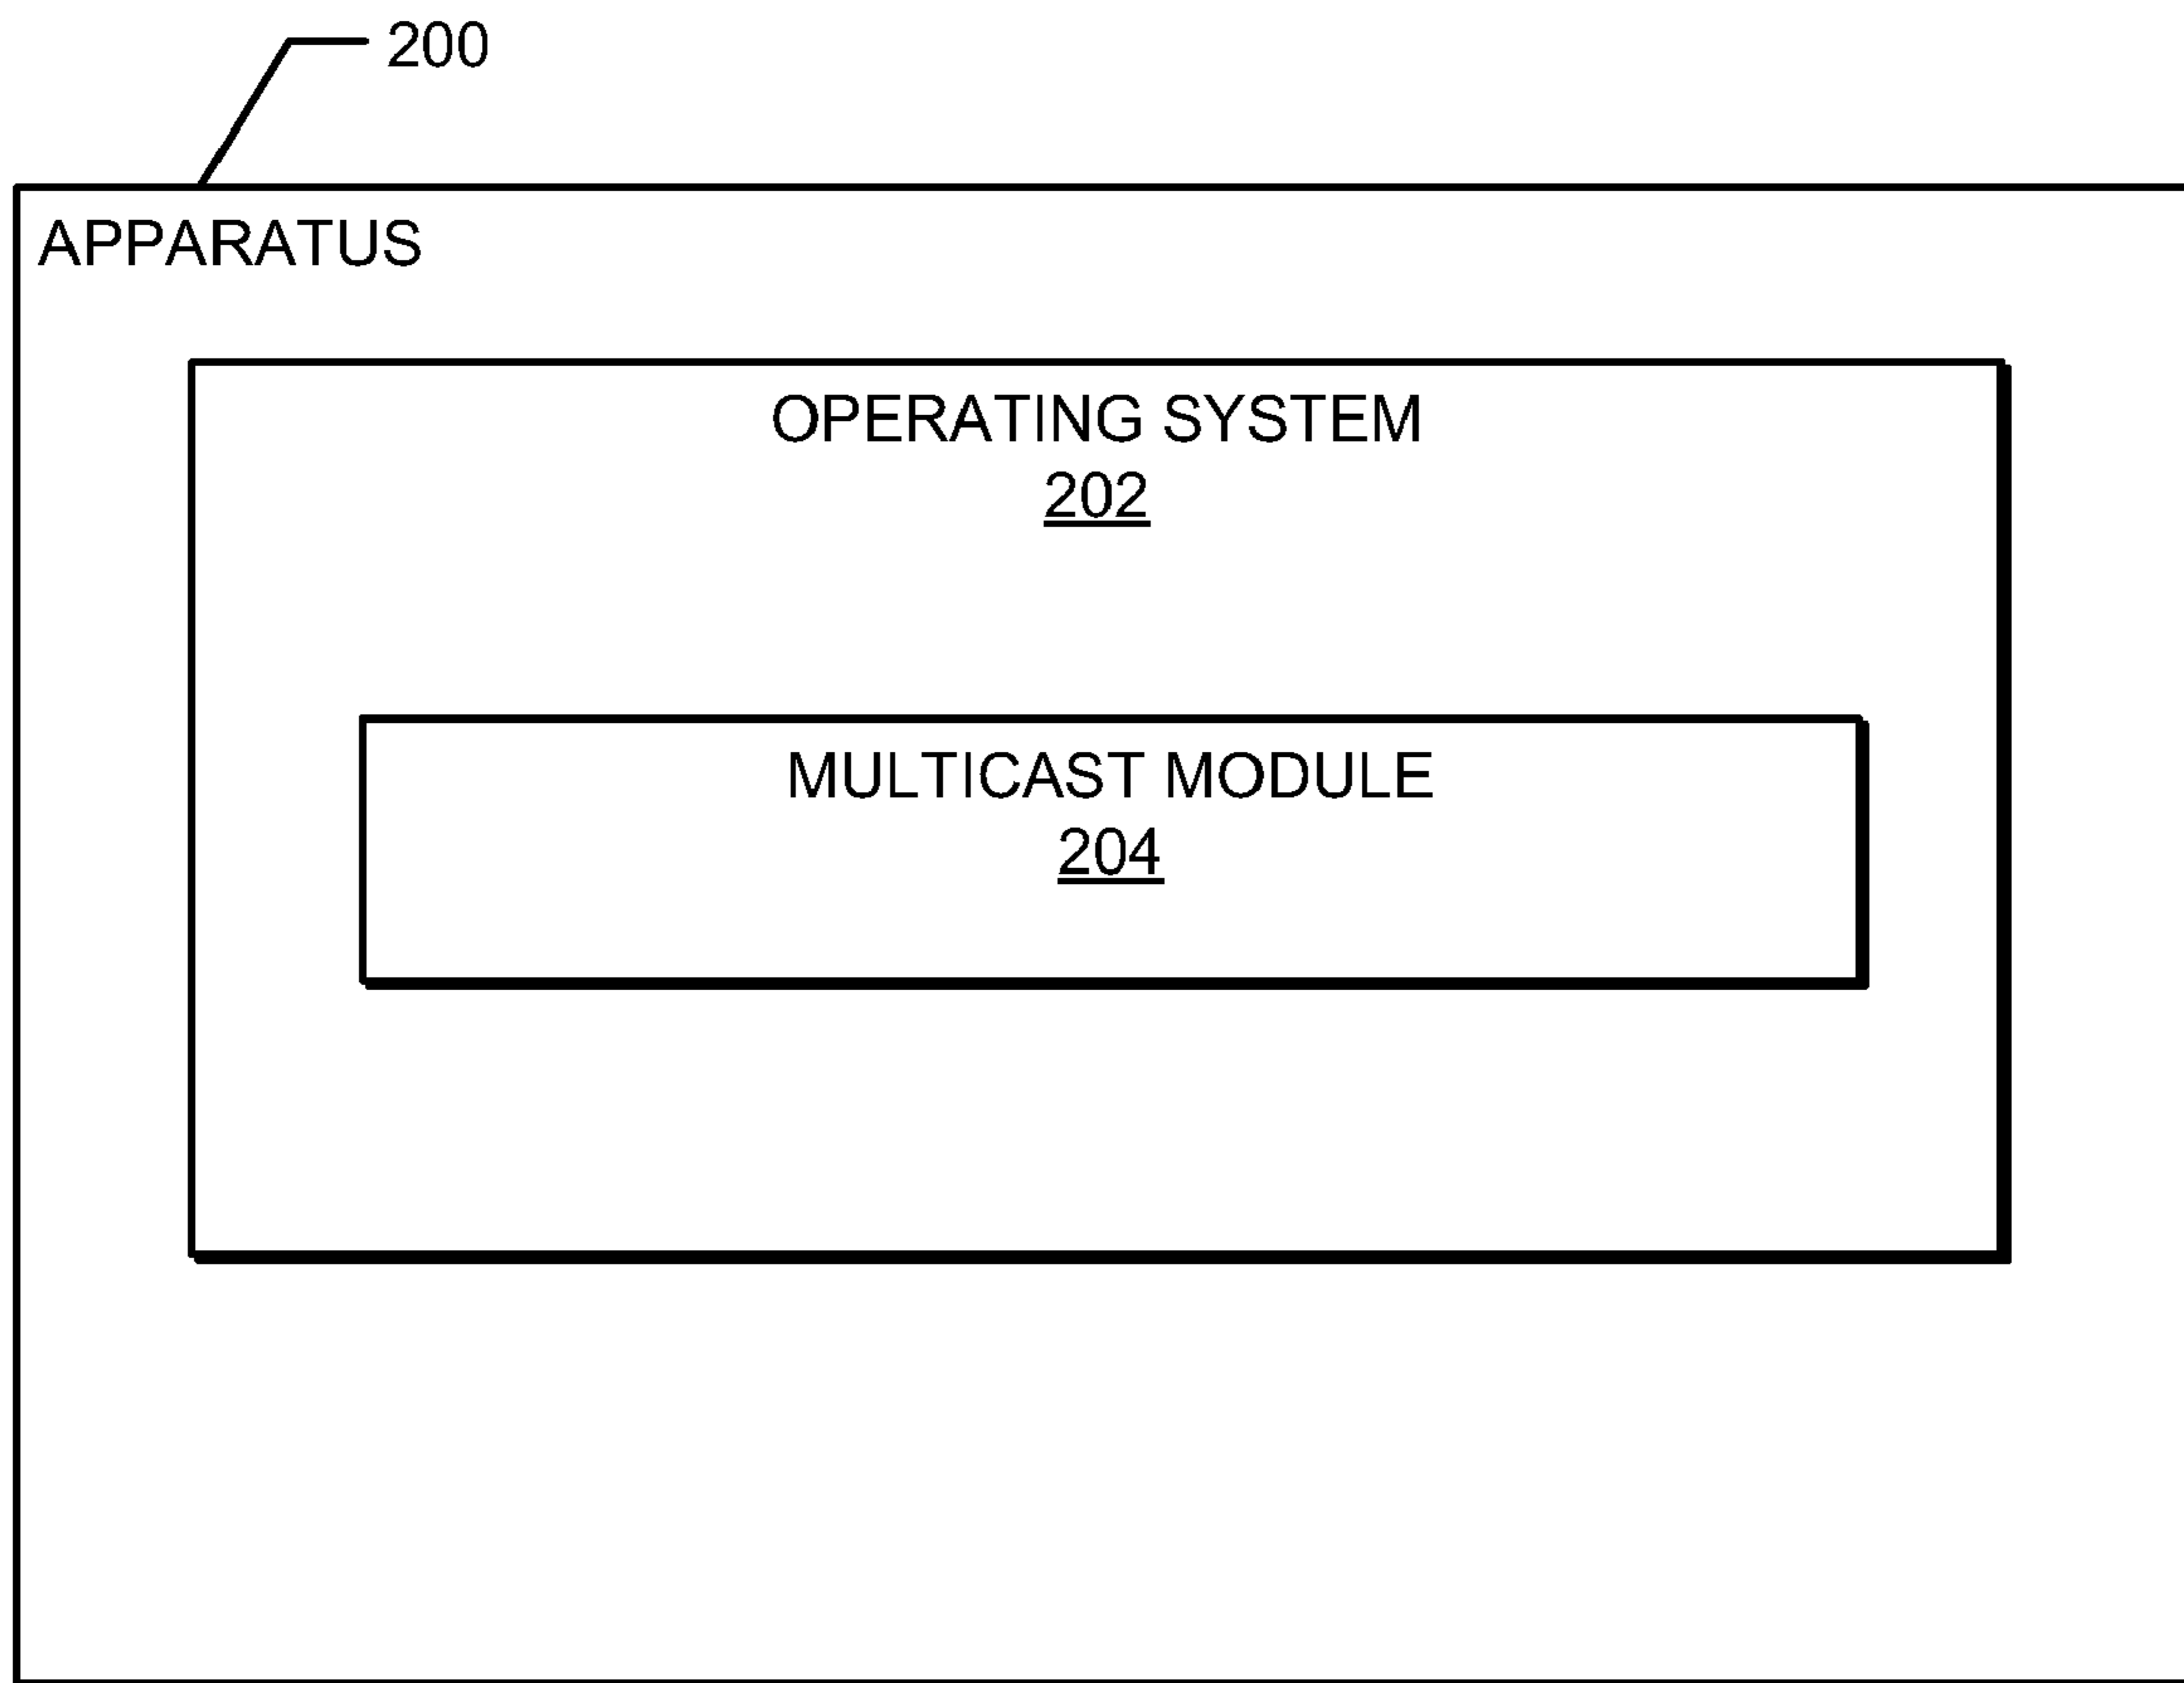 200
APPARATUS
OPERATING SYSTEM
202
MULTICAST MODULE
204